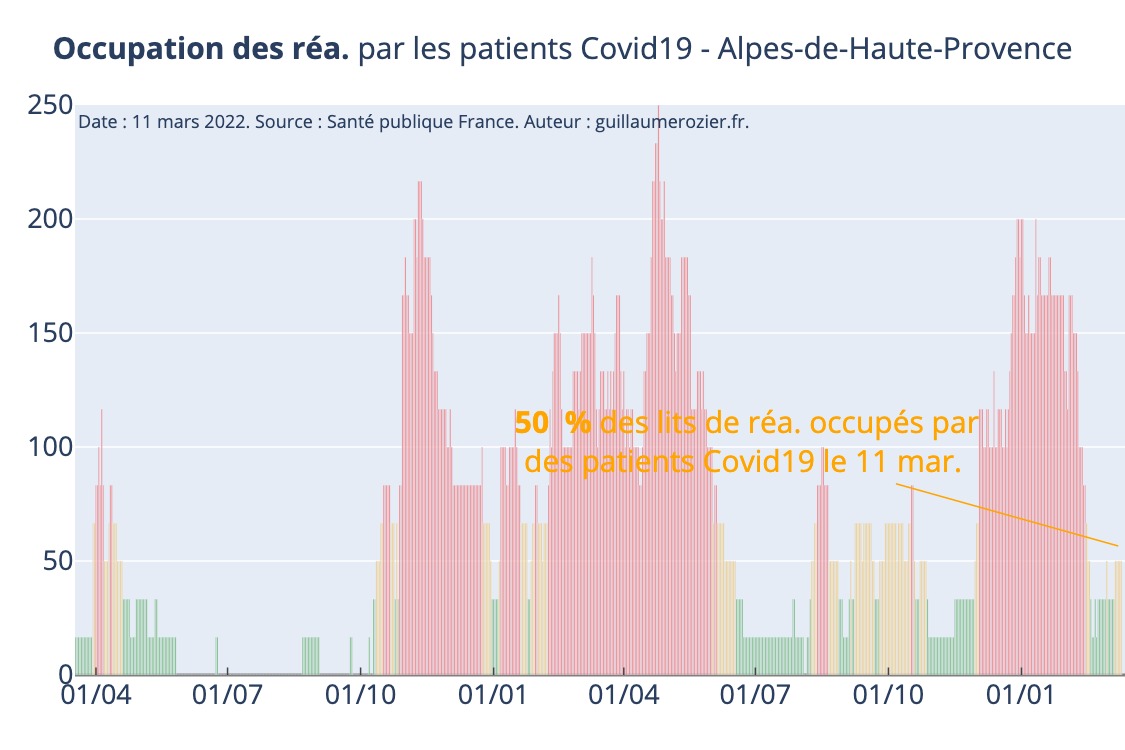 Occupation des réa. par les patients Covid19 - Alpes-de-Haute-Provence
250
Date : 11 mars 2022. Source : Santé publique France. Auteur : guillaumerozier.fr.
200
150
50 % des lits de réa. occupés par
100
des patients Covid19 le 11 mar.
50
0
01/04 01/07 01/10 01/01 01/04 01/07 01/10 01/01